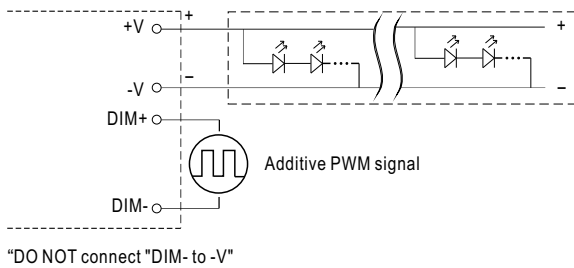 +V
+
+
-V
–
–
DIM+
Additive PWM signal
DIM-
“DO NOT connect "DIM- to -V"